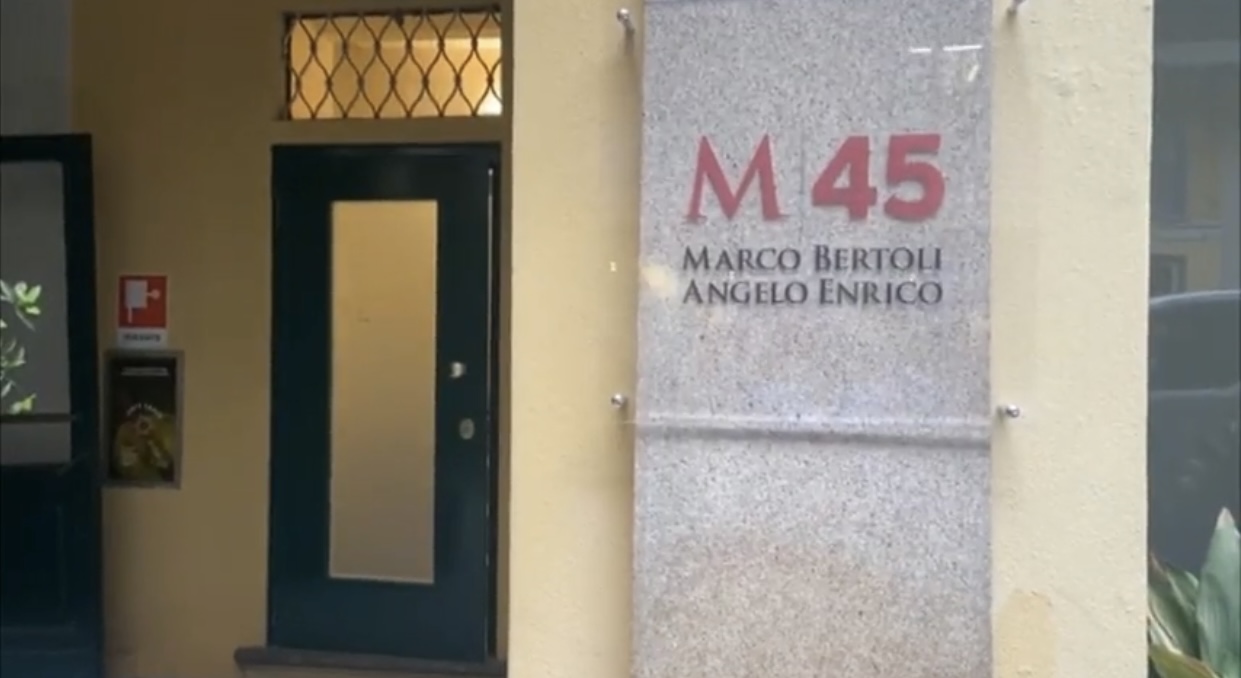 M|45
MARCO BERTOLI
ANGELO ENRICO